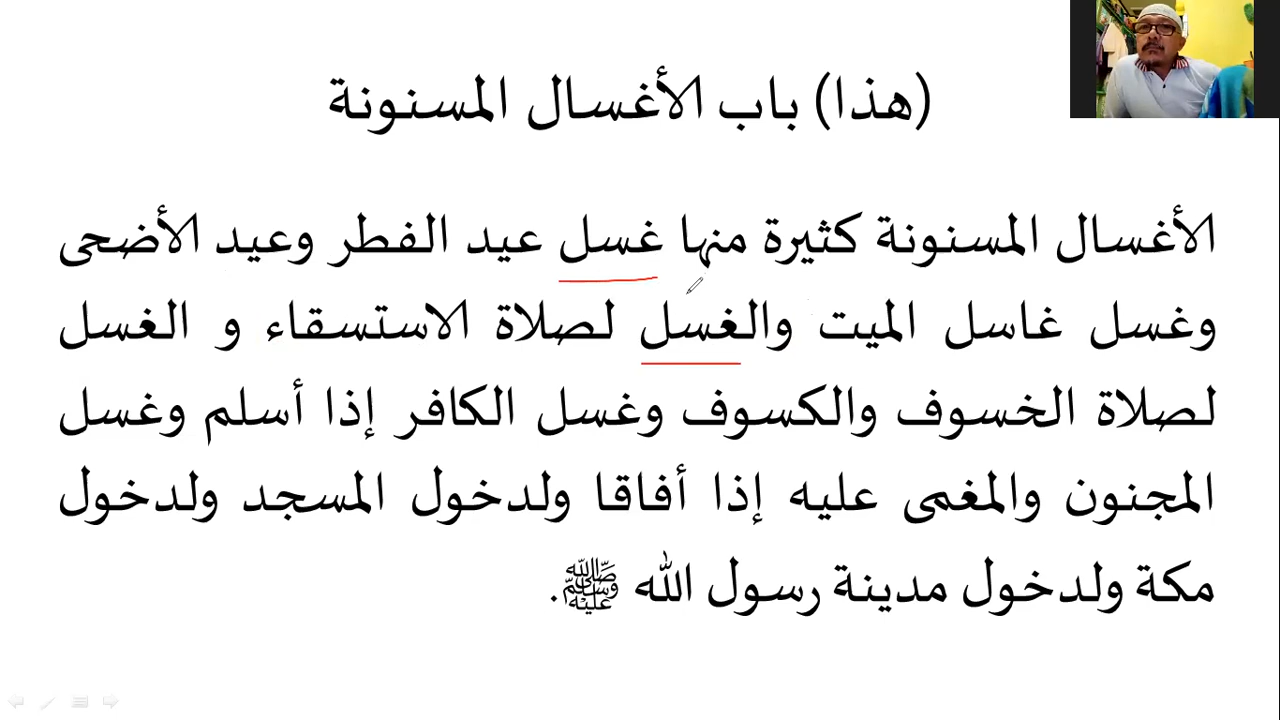 (هذا) باب الأغسال المسنونة
الأغسال المسنونة كثيرة منها غسل عيد الفطر وعيد الأضحى
وغسل غاسل الميت والغسل لصلاة الاستسقاء و الغسل
لصلاة الخسوف والكسوف وغسل الكافر إذا أسلم وغسل
المجنون والمغمى عليه إذا أفاقا ولدخول المسجد ولدخول
مكة ولدخول مدينة رسول الله ﷺ.